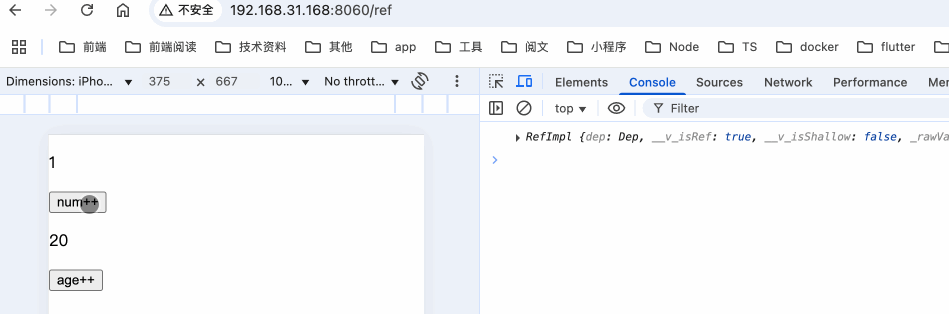 不安全 192.168.31.168:8060/ref
前端 前端阅读 技术资料 其他 app 工具 阅文 小程序 Node TS docker flutter
Dimensions: iPho... 375 × 667 10... No thrott... Elements Console Sources Network Performance Mer
top Filter
RefImpl {dep: Dep, __v_isRef: true, __v_isShallow: false, _rawVa
1
num++
20
age++